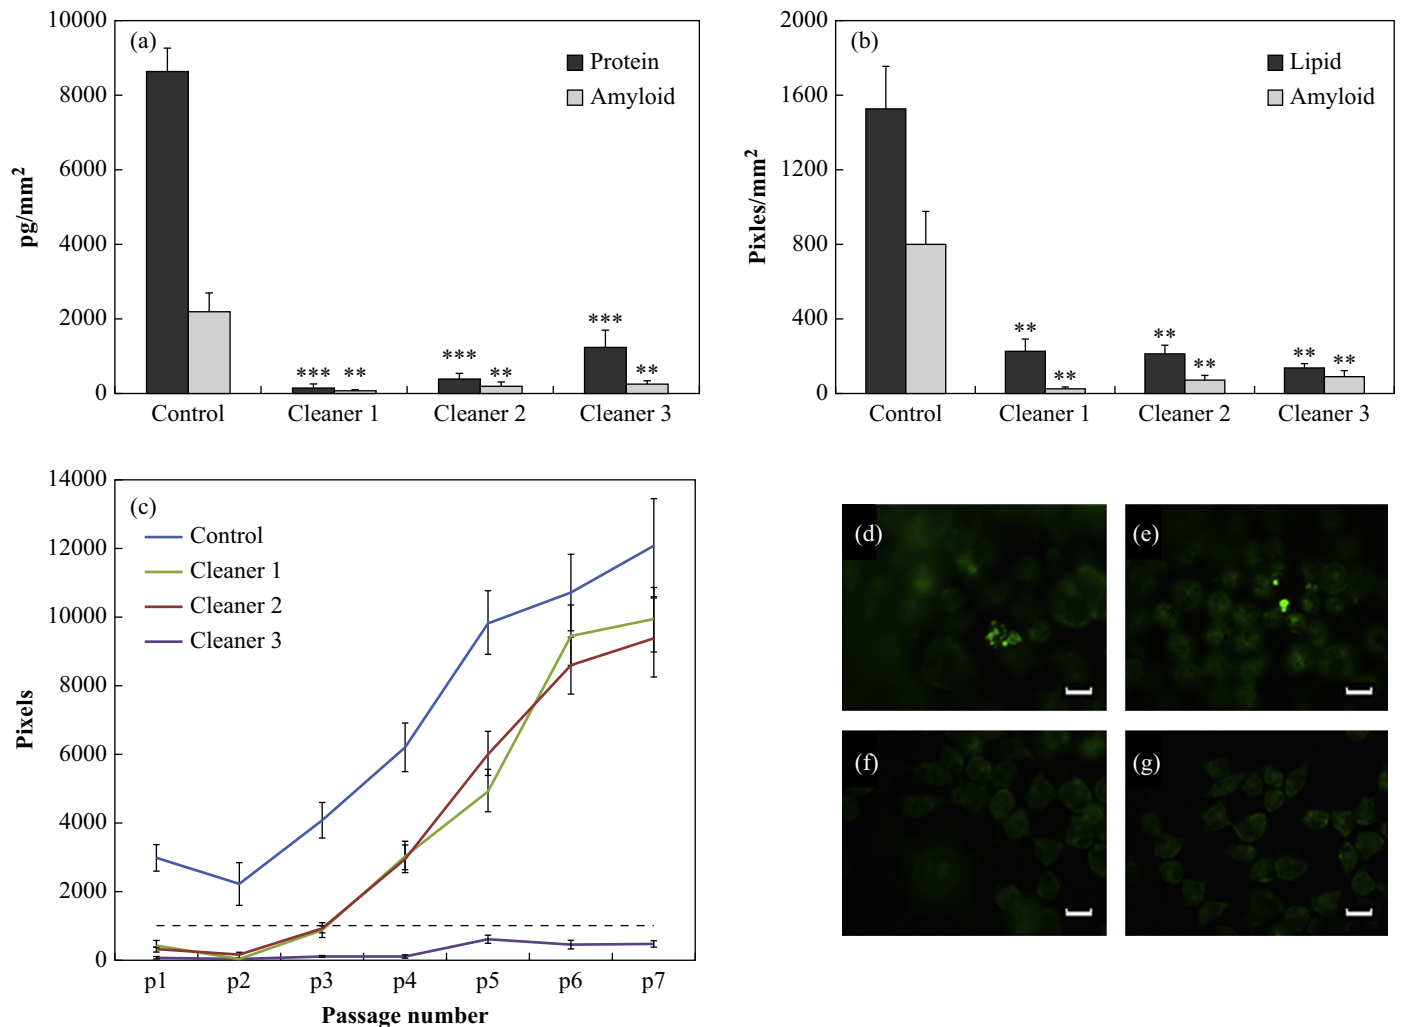 (a)
10000
8000
6000
4000
2000
0
pg/mm²
Protein
Amyloid
*** **
*** **
*** **
Control Cleaner 1 Cleaner 2 Cleaner 3
(b)
2000
1600
1200
800
400
0
Pixles/mm²
Lipid
Amyloid
** **
** **
** **
Control Cleaner 1 Cleaner 2 Cleaner 3
(c)
14000
12000
10000
8000
6000
4000
2000
0
Pixels
Control
Cleaner 1
Cleaner 2
Cleaner 3
p1 p2 p3 p4 p5 p6 p7
Passage number
(d)
(e)
(f)
(g)